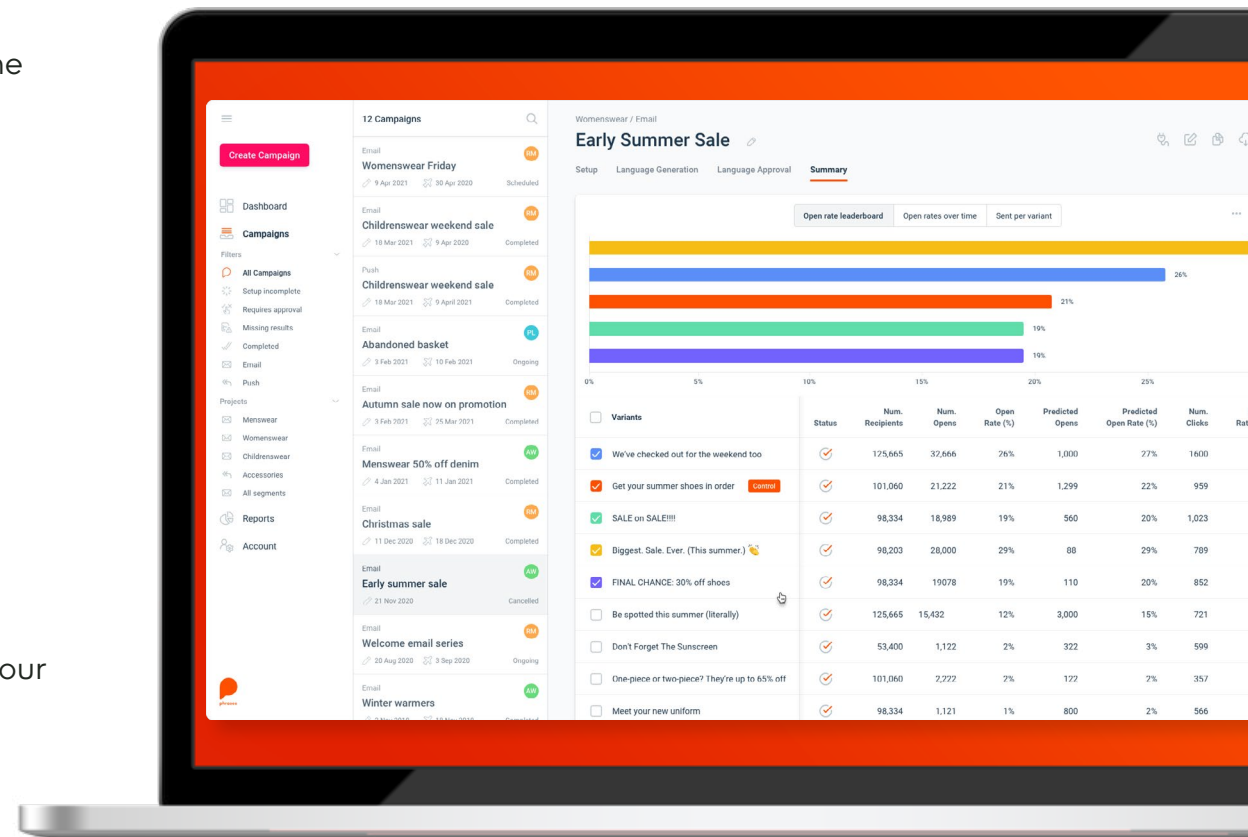 ne
our
Create Campaign
Dashboard
Campaigns
Filters
All Campaigns
Setup incomplete
Requires approval
Missing results
Completed
Email
Push
Projects
Menswear
Womenswear
Childrenswear
Accessories
All segments
Reports
Account
phrasee
12 Campaigns
Email
RM
Womenswear Friday
9 Apr 2021 30 Apr 2020 Scheduled
Email
RM
Childrenswear weekend sale
18 Mar 2021 9 Apr 2020 Completed
Push
RM
Childrenswear weekend sale
18 Mar 2021 9 April 2021 Completed
Email
PL
Abandoned basket
3 Feb 2021 10 Feb 2021 Ongoing
Email
RM
Autumn sale now on promotion
3 Feb 2021 25 Mar 2021 Completed
Email
AW
Menswear 50% off denim
4 Jan 2021 11 Jan 2021 Completed
Email
RM
Christmas sale
11 Dec 2020 18 Dec 2020 Completed
Email
AW
Early summer sale
21 Nov 2020 Cancelled
Email
RM
Welcome email series
20 Aug 2020 3 Sep 2020 Ongoing
Email
AW
Winter warmers
Womenswear / Email
Early Summer Sale
Setup Language Generation Language Approval Summary
Open rate leaderboard Open rates over time Sent per variant
26%
21%
19%
19%
0% 5% 10% 15% 20% 25%
Variants Status Num. Recipients Num. Opens Open Rate (%) Predicted Opens Predicted Open Rate (%) Num. Clicks Rat
We've checked out for the weekend too 125,665 32,666 26% 1,000 27% 1600
Get your summer shoes in order Control 101,060 21,222 21% 1,299 22% 959
SALE on SALE!!!! 98,334 18,989 19% 560 20% 1,023
Biggest. Sale. Ever. (This summer.) 👏 98,203 28,000 29% 88 29% 789
FINAL CHANCE: 30% off shoes 98,334 19078 19% 110 20% 852
Be spotted this summer (literally) 125,665 15,432 12% 3,000 15% 721
Don't Forget The Sunscreen 53,400 1,122 2% 322 3% 599
One-piece or two-piece? They're up to 65% off 101,060 2,222 2% 122 2% 357
Meet your new uniform 98,334 1,121 1% 800 2% 566